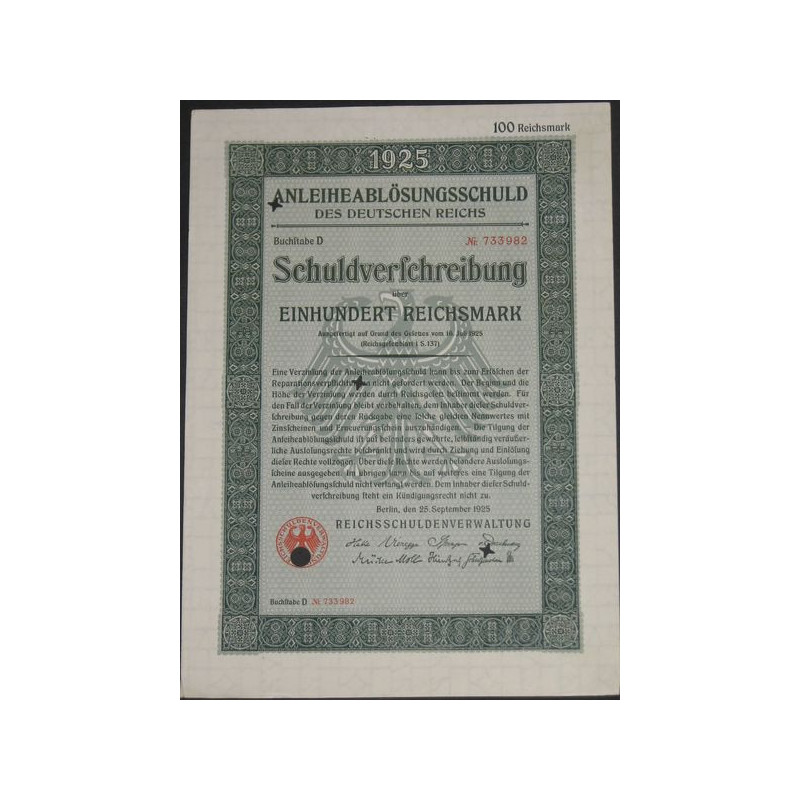 100 Reichsmark
1925
ANLEIHEABLÖSUNGSSCHULD
DES DEUTSCHEN REICHS
Buchſtabe D № 733982
Schuldverſchreibung
über
EINHUNDERT REICHSMARK
Ausgefertigt auf Grund des Geſetzes vom 16. Juli 1925
(Reichsgeſetzblatt I S. 137)
Eine Verzinſung der Anleiheablöſungsſchuld kann bis zum Erlöſchen der
Reparationsverpflichtungen nicht gefordert werden. Der Beginn und die
Höhe der Verzinſung werden durch Reichsgeſetz beſtimmt werden. Für
den Fall der Verzinſung bleibt vorbehalten, dem Inhaber dieſer Schuldver-
ſchreibung gegen deren Rückgabe eine ſolche gleichen Nennwertes mit
Zinsſcheinen und Erneuerungsſchein auszuhändigen. Die Tilgung der
Anleiheablöſungsſchuld iſt auf beſonders gewährte, ſelbſtändig veräußer-
liche Ausloſungsrechte beſchränkt und wird durch Ziehung und Einlöſung
dieſer Rechte vollzogen. Über dieſe Rechte werden beſondere Ausloſungs-
ſcheine ausgegeben. Im übrigen kann eine weitere Tilgung der
Anleiheablöſungsſchuld nicht verlangt werden. Dem Inhaber dieſer Schuld-
verſchreibung ſteht ein Kündigungsrecht nicht zu.
Berlin, den 25. September 1925
REICHSSCHULDENVERWALTUNG
Buchſtabe D № 733982